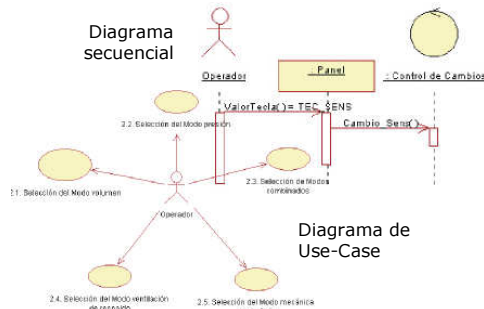 Diagrama
secuencial
Operador
: Panel
: Control de Cambios
ValorTecla()= TEC_SENS
Cambio_Sens()
2.2. Selección del Modo presión
2.1. Selección del Modo volumen
2.3. Selección de Modos
combinados
Operador
Diagrama de
Use-Case
2.4. Selección del Modo ventilación
de respaldo
2.5. Selección del Modo mecánica